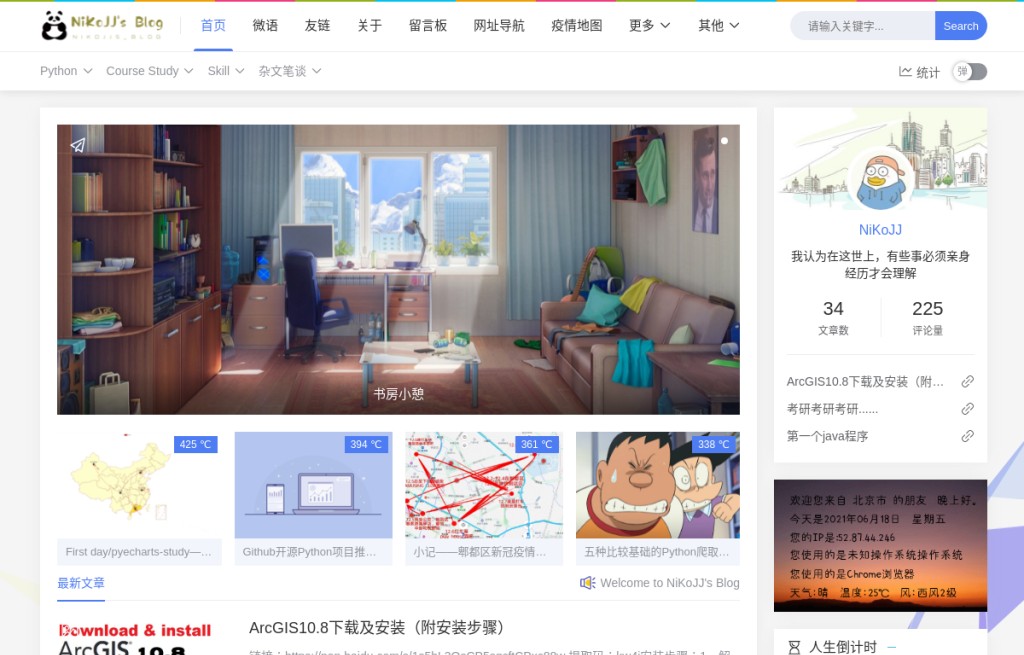 NiKoJJ's Blog
NIKOJJS_BLOG
首页 微语 友链 关于 留言板 网址导航 疫情地图 更多 其他
请输入关键字... Search
Python Course Study Skill 杂文笔谈
统计 弹
书房小憩
425 ℃
394 ℃
361 ℃
338 ℃
First day/pyecharts-study—...
Github开源Python项目推...
小记——郫都区新冠疫情...
五种比较基础的Python爬取...
最新文章
Welcome to NiKoJJ's Blog
Download & install
ArcGIS 10.8
ArcGIS10.8下载及安装（附安装步骤）
NiKoJJ
我认为在这世上，有些事必须亲身
经历才会理解
34 225
文章数 评论量
ArcGIS10.8下载及安装（附...
考研考研考研......
第一个java程序
欢迎您来自 北京市 的朋友 晚上好。
今天是2021年06月18日 星期五
您的IP是:52.87.44.246
您使用的是未知操作系统操作系统
您使用的是Chrome浏览器
天气:晴 温度:25℃ 风:西风2级
人生倒计时